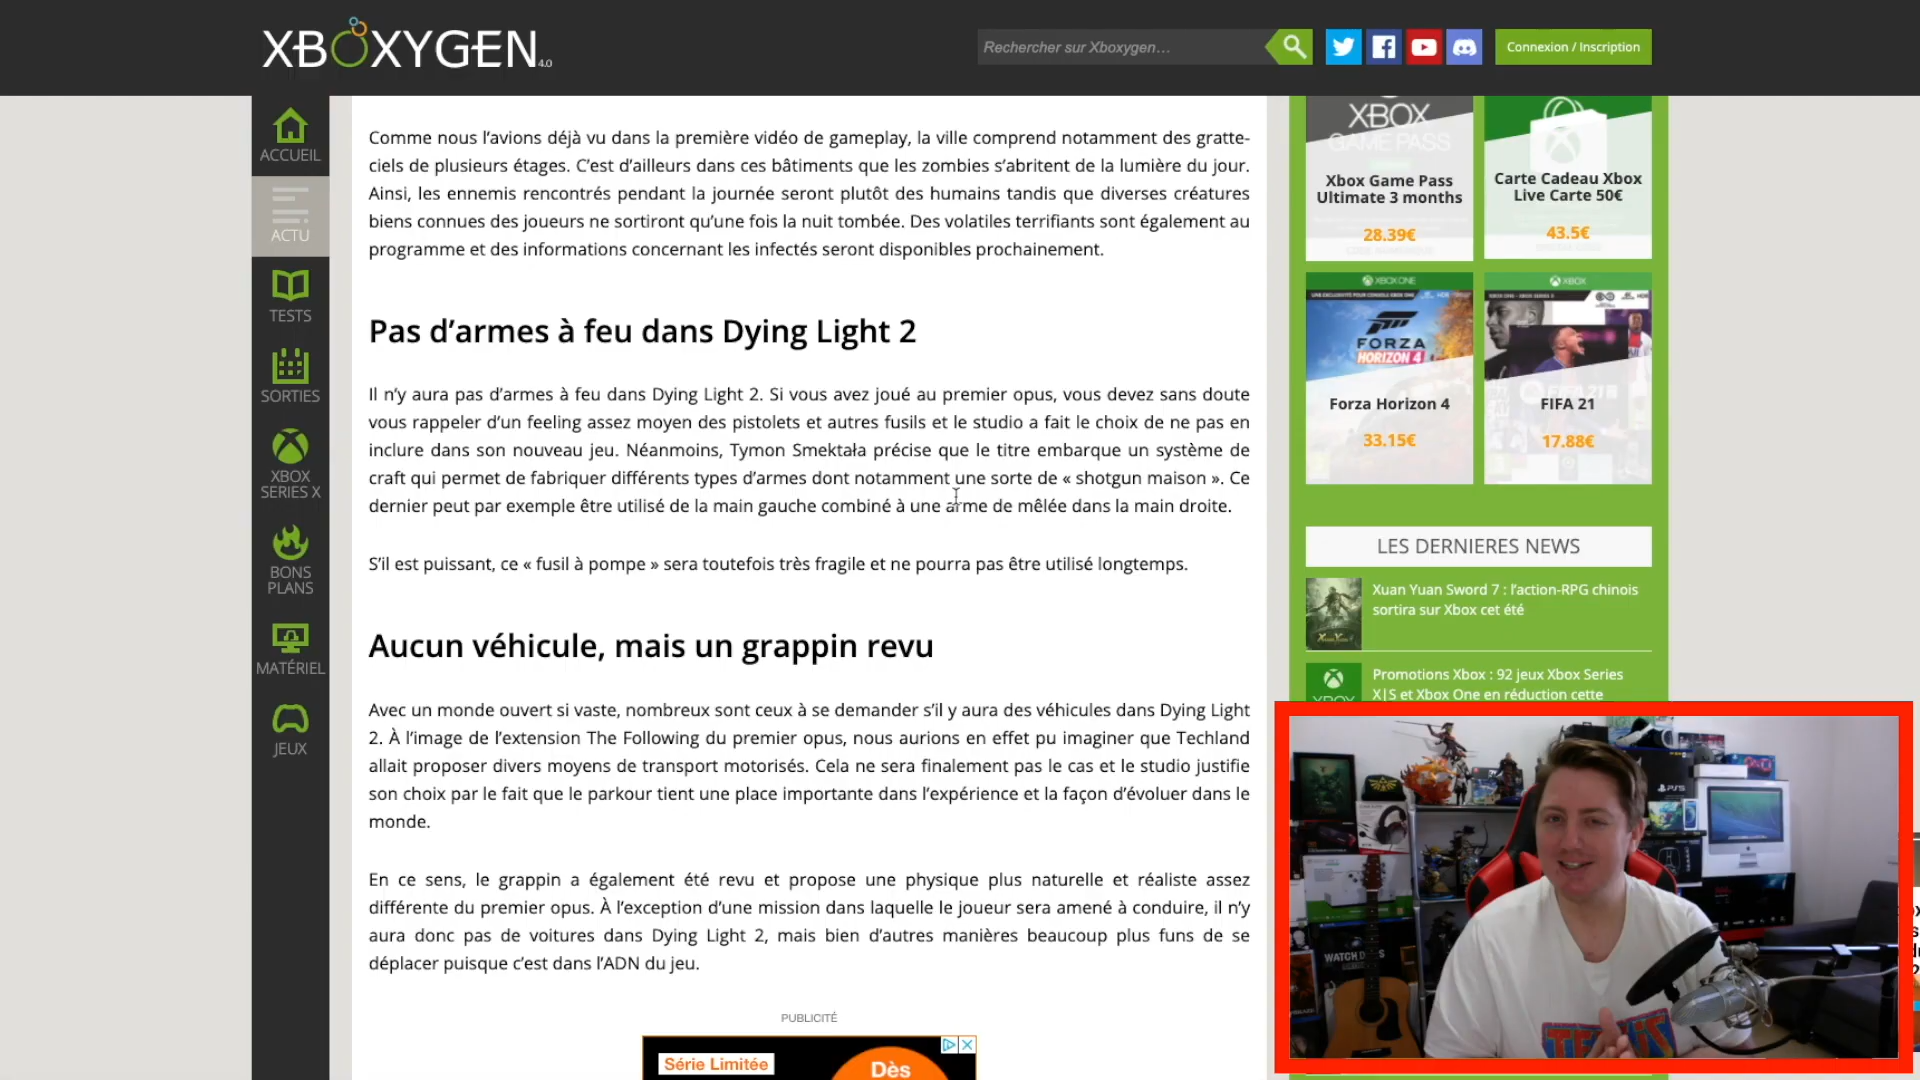 XBOXYGEN 4.0
Rechercher sur Xboxygen…
Connexion / Inscription
ACCUEIL
ACTU
TESTS
SORTIES
XBOX
SERIES X
BONS
PLANS
MATÉRIEL
JEUX
Comme nous l’avions déjà vu dans la première vidéo de gameplay, la ville comprend notamment des gratte-
ciels de plusieurs étages. C’est d’ailleurs dans ces bâtiments que les zombies s’abritent de la lumière du jour.
Ainsi, les ennemis rencontrés pendant la journée seront plutôt des humains tandis que diverses créatures
biens connues des joueurs ne sortiront qu’une fois la nuit tombée. Des volatiles terrifiants sont également au
programme et des informations concernant les infectés seront disponibles prochainement.
Pas d’armes à feu dans Dying Light 2
Il n’y aura pas d’armes à feu dans Dying Light 2. Si vous avez joué au premier opus, vous devez sans doute
vous rappeler d’un feeling assez moyen des pistolets et autres fusils et le studio a fait le choix de ne pas en
inclure dans son nouveau jeu. Néanmoins, Tymon Smektała précise que le titre embarque un système de
craft qui permet de fabriquer différents types d’armes dont notamment une sorte de « shotgun maison ». Ce
dernier peut par exemple être utilisé de la main gauche combiné à une arme de mêlée dans la main droite.
S’il est puissant, ce « fusil à pompe » sera toutefois très fragile et ne pourra pas être utilisé longtemps.
Aucun véhicule, mais un grappin revu
Avec un monde ouvert si vaste, nombreux sont ceux à se demander s’il y aura des véhicules dans Dying Light
2. À l’image de l’extension The Following du premier opus, nous aurions en effet pu imaginer que Techland
allait proposer divers moyens de transport motorisés. Cela ne sera finalement pas le cas et le studio justifie
son choix par le fait que le parkour tient une place importante dans l’expérience et la façon d’évoluer dans le
monde.
En ce sens, le grappin a également été revu et propose une physique plus naturelle et réaliste assez
différente du premier opus. À l’exception d’une mission dans laquelle le joueur sera amené à conduire, il n’y
aura donc pas de voitures dans Dying Light 2, mais bien d’autres manières beaucoup plus funs de se
déplacer puisque c’est dans l’ADN du jeu.
PUBLICITÉ
Série Limitée
Dès
XBOX
GAME PASS
Xbox Game Pass
Ultimate 3 months
28.39€
Carte Cadeau Xbox
Live Carte 50€
43.5€
XBOX ONE
FORZA
HORIZON 4
Forza Horizon 4
33.15€
XBOX
FIFA 21
17.88€
LES DERNIERES NEWS
Xuan Yuan Sword 7 : l’action-RPG chinois
sortira sur Xbox cet été
XBOX
Promotions Xbox : 92 jeux Xbox Series
X|S et Xbox One en réduction cette
PS5
WATCH DOGS